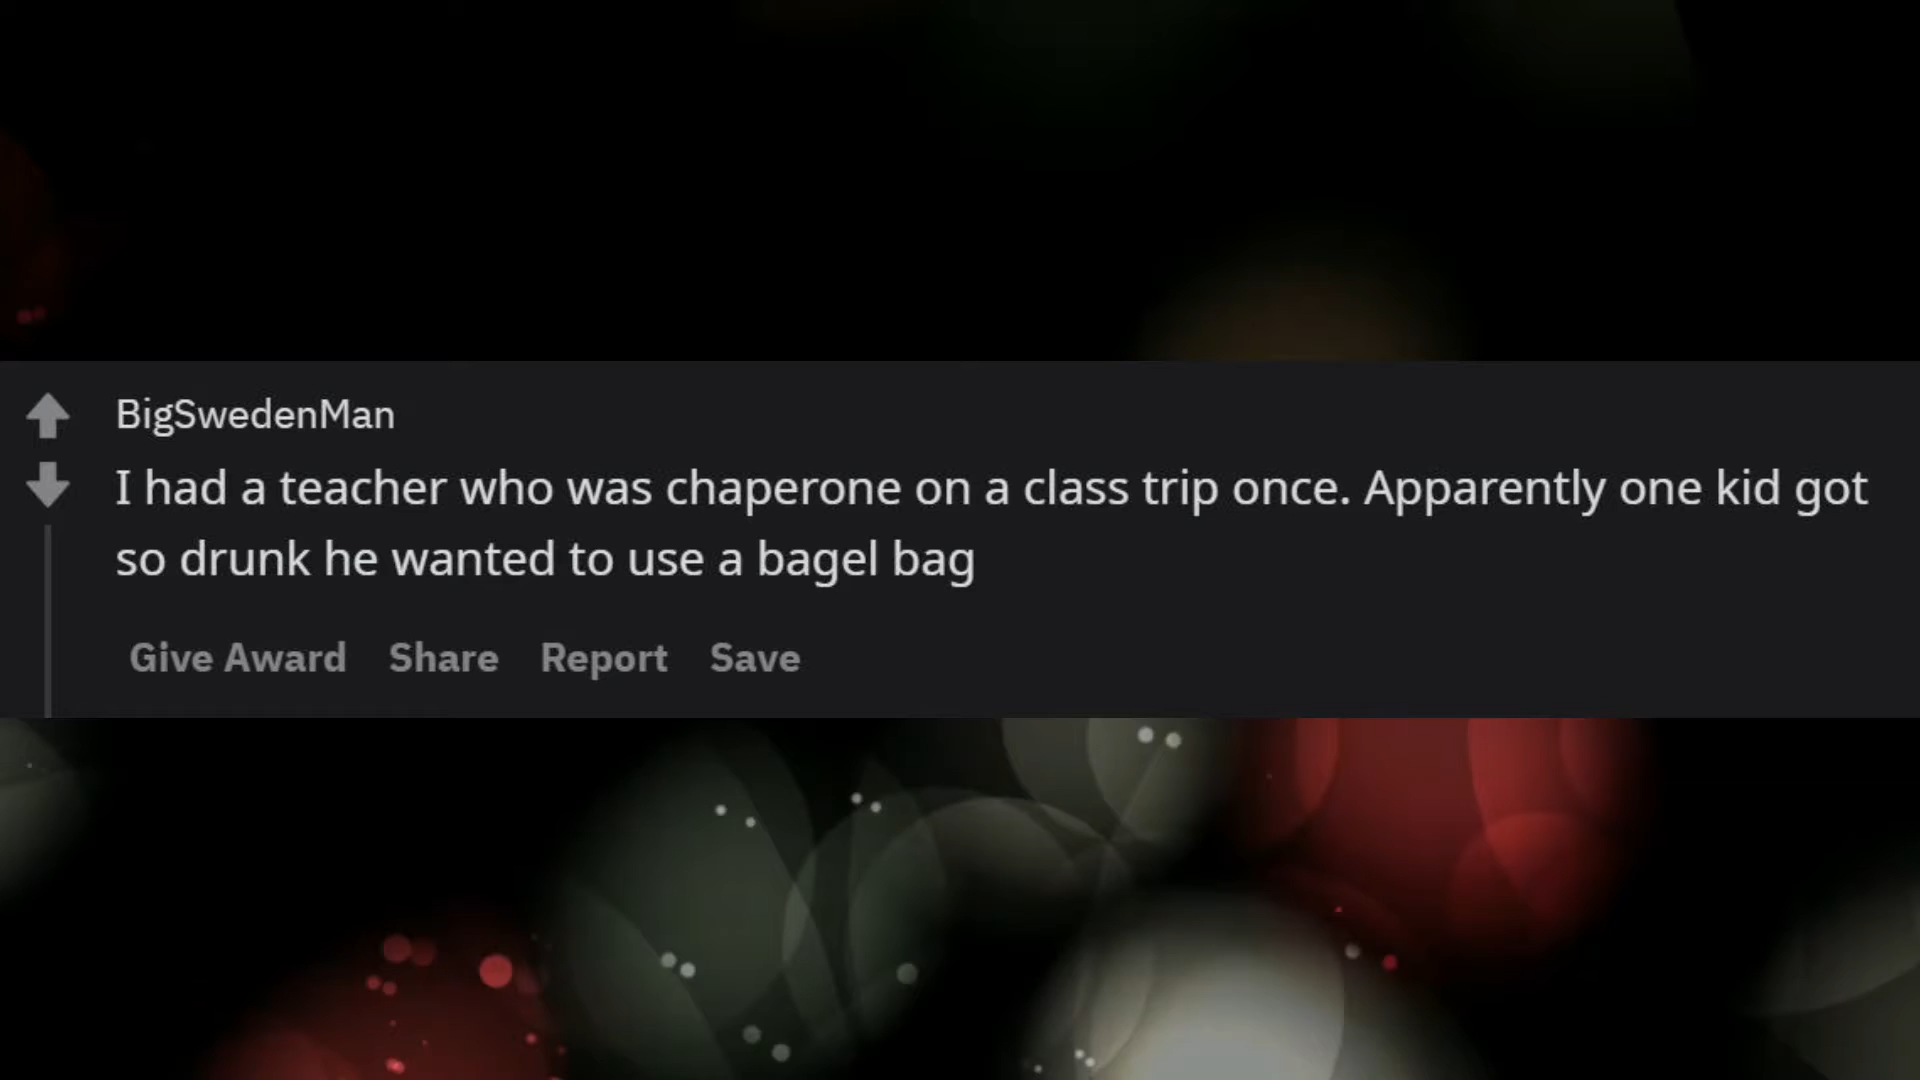 BigSwedenMan
I had a teacher who was chaperone on a class trip once. Apparently one kid got
so drunk he wanted to use a bagel bag
Give Award Share Report Save